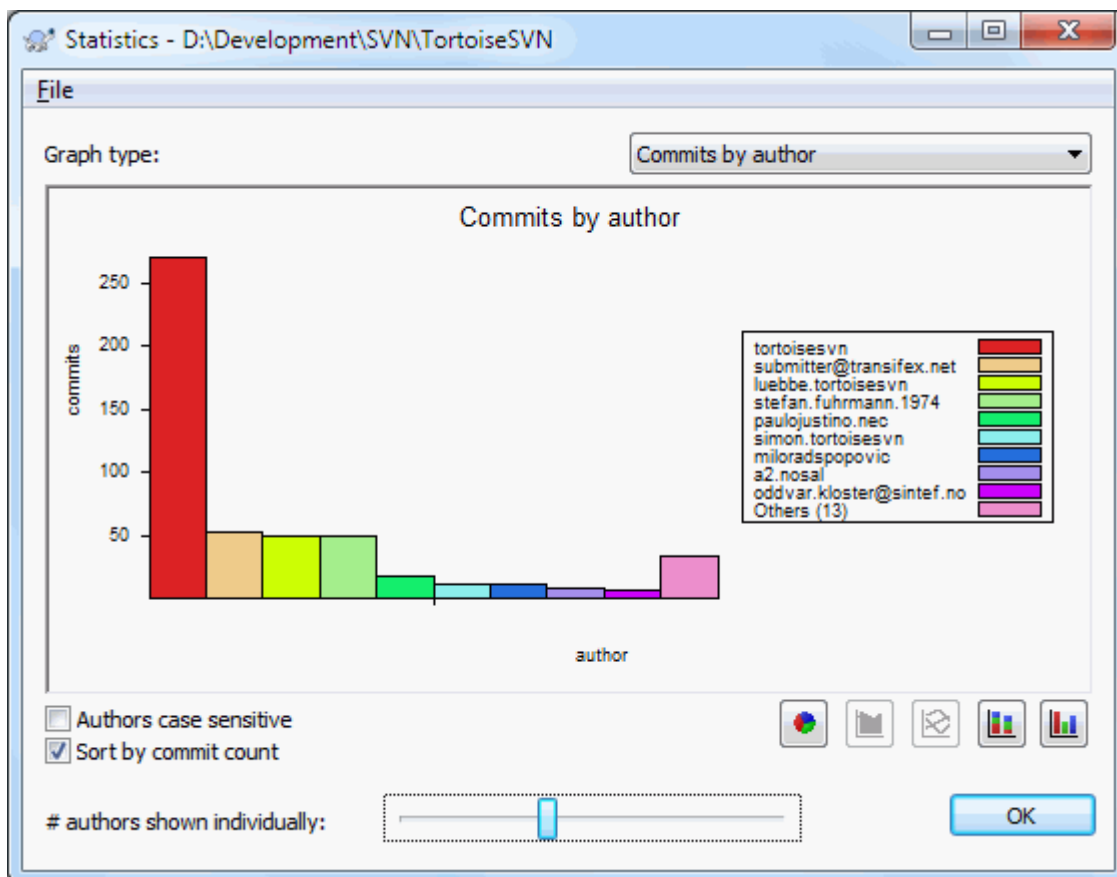 Statistics - D:\Development\SVN\TortoiseSVN
File
Graph type:
Commits by author
Commits by author
250
200
150
100
50
commits
author
tortoisesvn
submitter@transifex.net
luebbe.tortoisesvn
stefan.fuhrmann.1974
paulojustino.nec
simon.tortoisesvn
miloradspopovic
a2.nosal
oddvar.kloster@sintef.no
Others (13)
Authors case sensitive
Sort by commit count
# authors shown individually:
OK